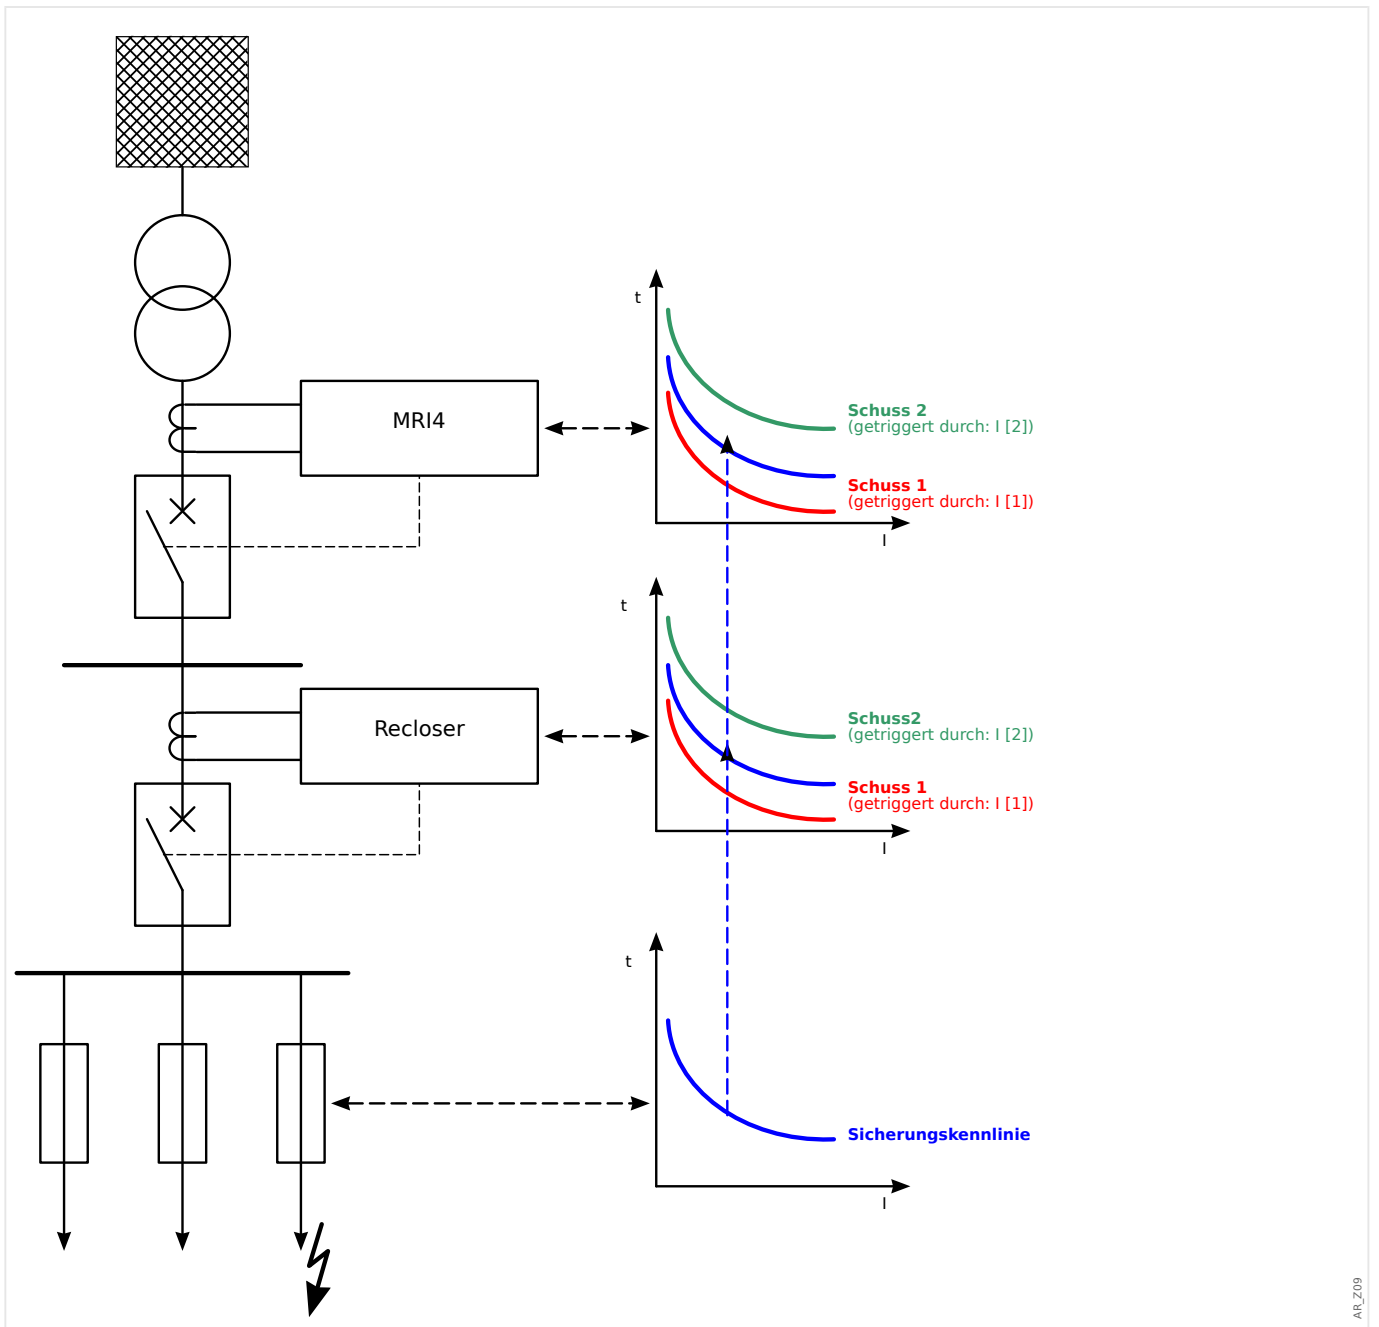 t
MRI4
Schuss 2
(getriggert durch: I [2])
Schuss 1
(getriggert durch: I [1])
I
t
Recloser
Schuss2
(getriggert durch: I [2])
Schuss 1
(getriggert durch: I [1])
I
t
Sicherungskennlinie
I
AR_Z09